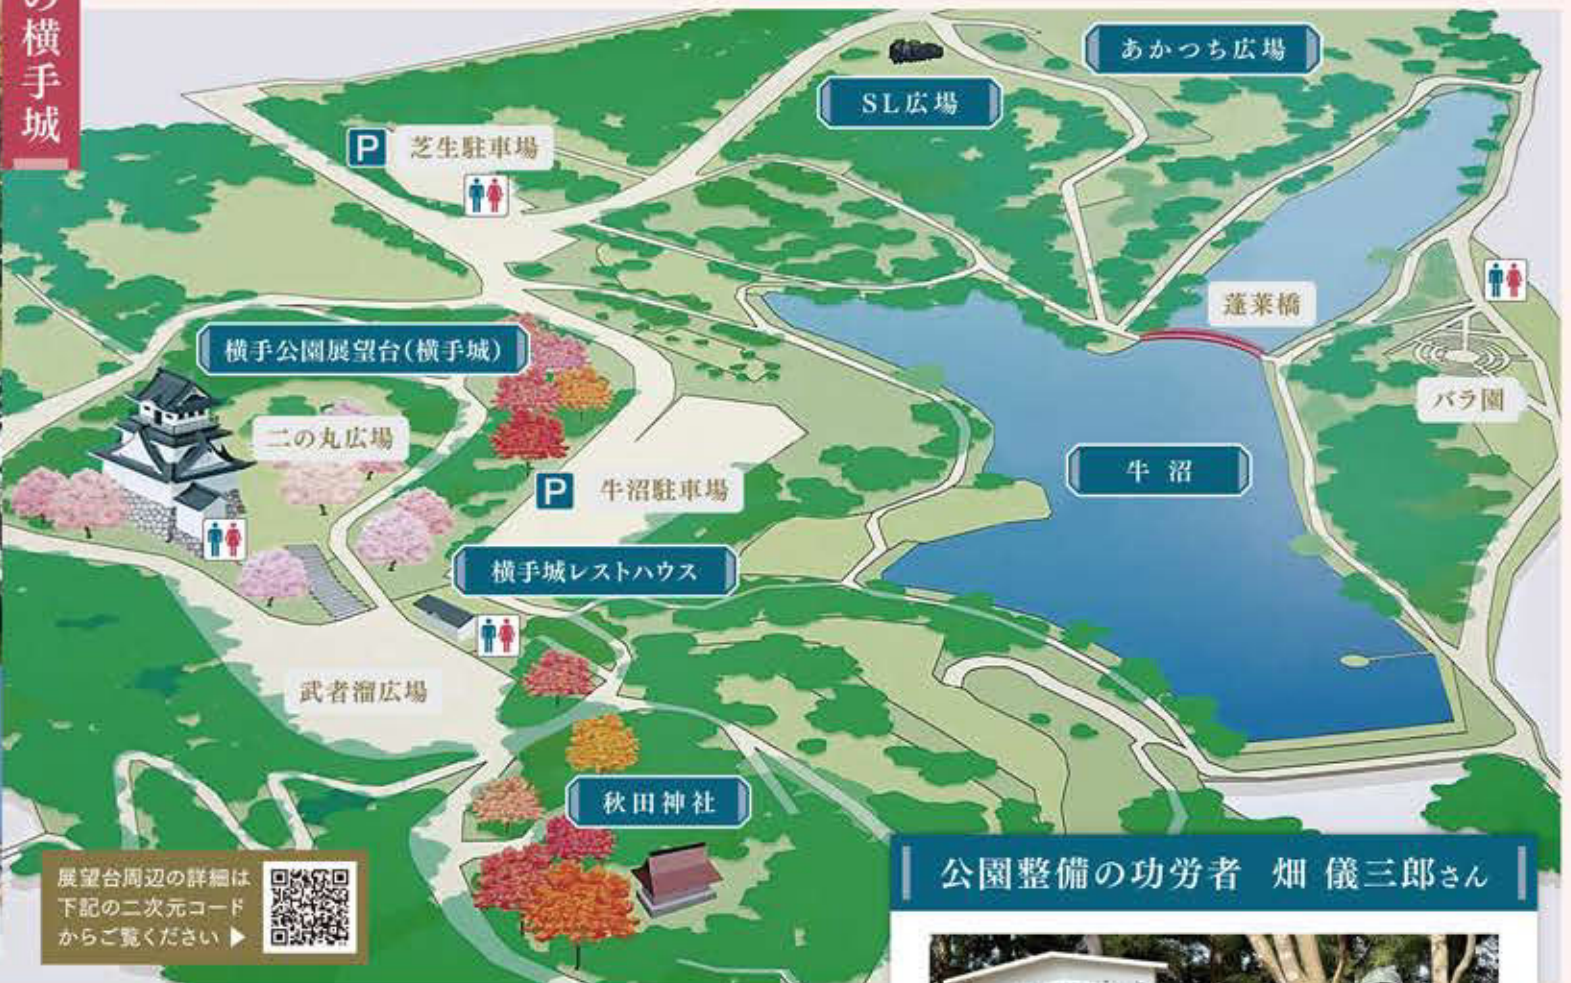 の横手城
あかつち広場
SL広場
P 芝生駐車場
蓬莱橋
横手公園展望台(横手城)
バラ園
二の丸広場
牛沼
P 牛沼駐車場
横手城レストハウス
武者溜広場
秋田神社
展望台周辺の詳細は
下記の二次元コード
からご覧ください ▶
公園整備の功労者 畑 儀三郎さん